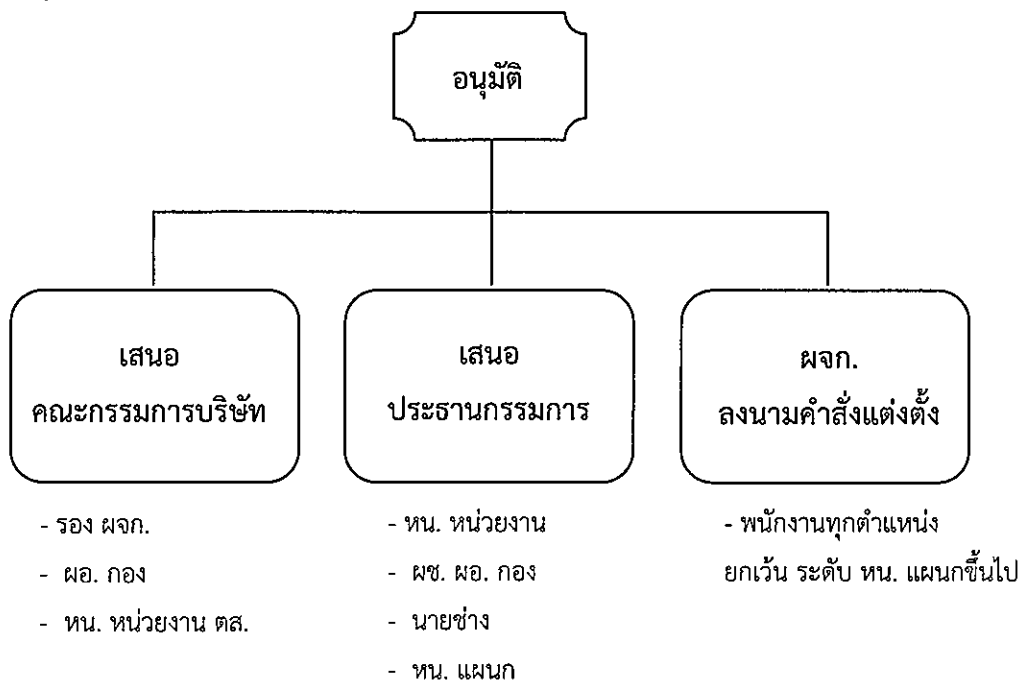 อนุมัติ
เสนอ
คณะกรรมการบริษัท
เสนอ
ประธานกรรมการ
ผจก.
ลงนามคำสั่งแต่งตั้ง
- รอง ผจก.
- ผอ. กอง
- หน. หน่วยงาน ตส.
- หน. หน่วยงาน
- ผช. ผอ. กอง
- นายช่าง
- หน. แผนก
- พนักงานทุกตำแหน่ง
ยกเว้น ระดับ หน. แผนกขึ้นไป